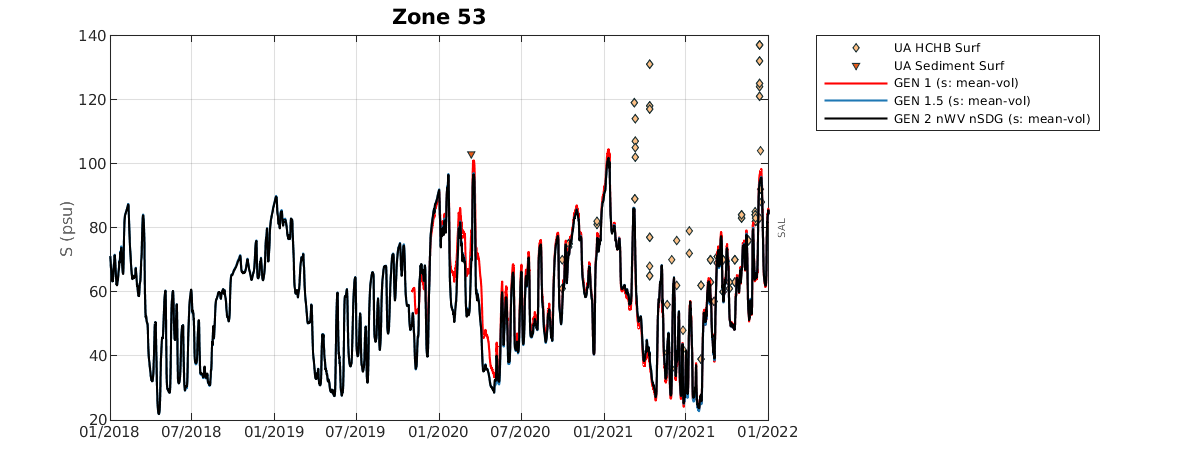 Zone 53
140
120
100
80
60
40
20
S (psu)
01/2018
07/2018
01/2019
07/2019
01/2020
07/2020
01/2021
07/2021
01/2022
SAL
UA HCHB Surf
UA Sediment Surf
GEN 1 (s: mean-vol)
GEN 1.5 (s: mean-vol)
GEN 2 nWV nSDG (s: mean-vol)